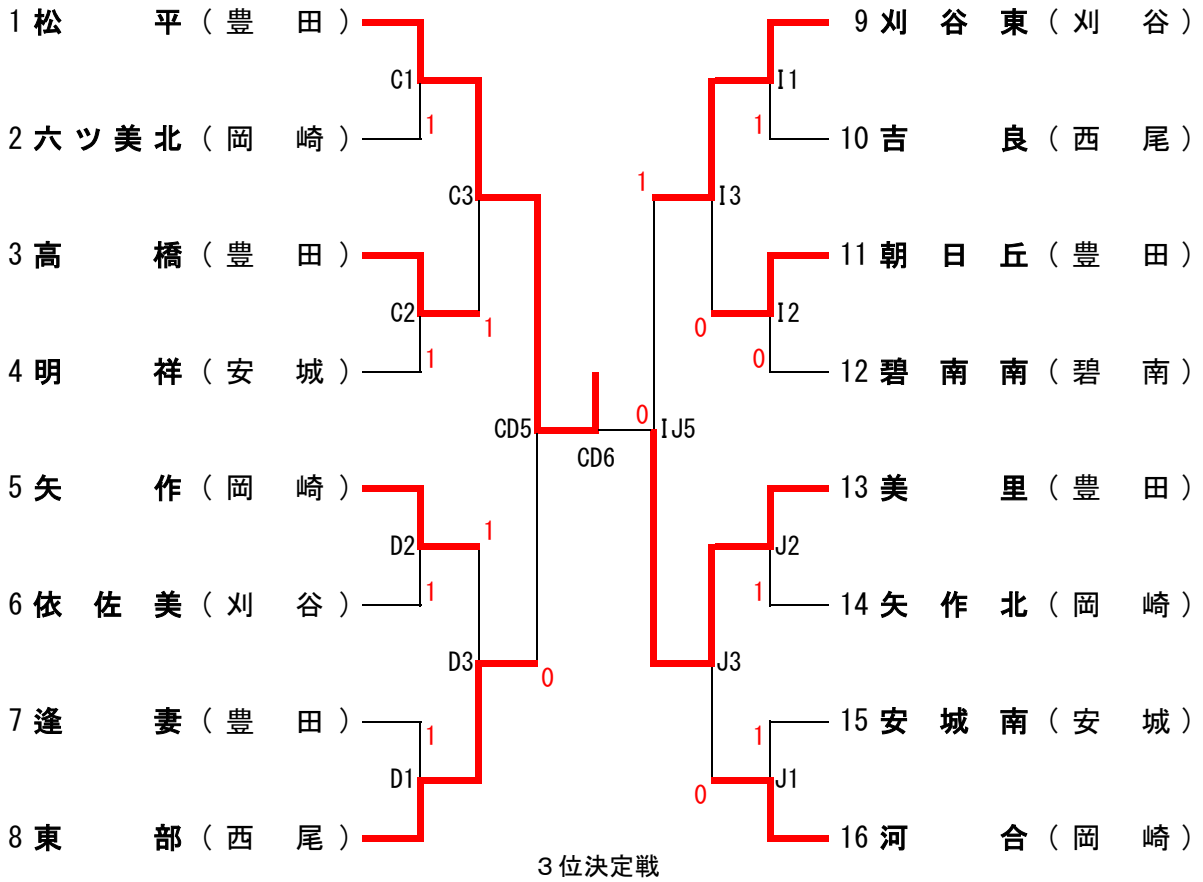 1 松平 (豊田)
C1
1
2 六ツ美北 (岡崎)
C3
3 高橋 (豊田)
C2
1
1
4 明祥 (安城)
CD5
5 矢作 (岡崎)
1
D2
1
6 依佐美 (刈谷)
D3
0
7 逢妻 (豊田)
1
D1
8 東部 (西尾)
CD6
9 刈谷東 (刈谷)
I1
1
10 吉良 (西尾)
1
I3
11 朝日丘 (豊田)
I2
0
0
12 碧南南 (碧南)
0
IJ5
13 美里 (豊田)
J2
1
14 矢作北 (岡崎)
J3
15 安城南 (安城)
1
J1
0
16 河合 (岡崎)
3位決定戦